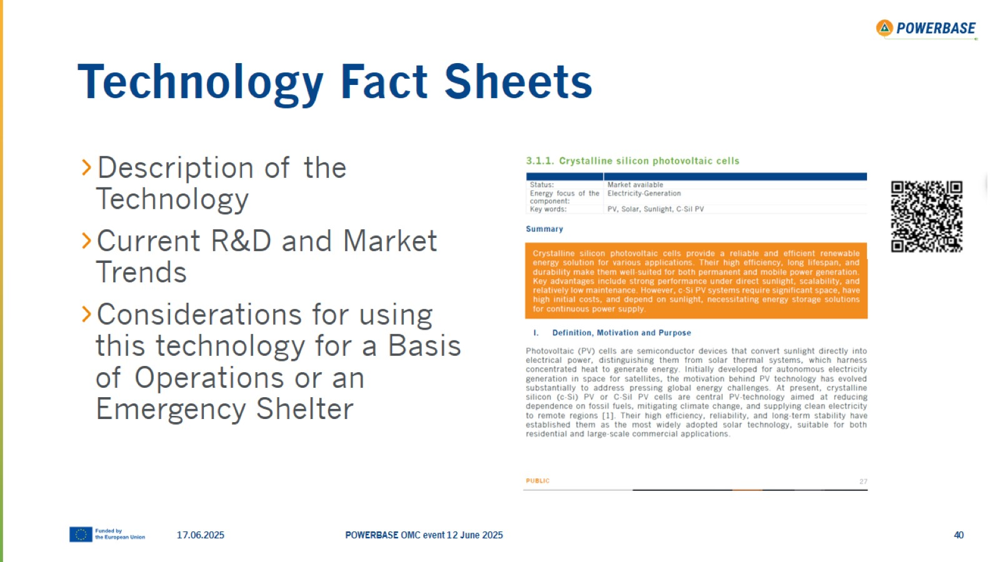 POWERBASE
Technology Fact Sheets
Description of the
Technology
Current R&D and Market
Trends
Considerations for using
this technology for a Basis
of Operations or an
Emergency Shelter
3.1.1. Crystalline silicon photovoltaic cells
Status: Market available
Energy focus of the Electricity-Generation
component:
Key words: PV, Solar, Sunlight, C-Sil PV
Summary
Crystalline silicon photovoltaic cells provide a reliable and efficient renewable
energy solution for various applications. Their high efficiency, long lifespan, and
durability make them well-suited for both permanent and mobile power generation.
Key advantages include strong performance under direct sunlight, scalability, and
relatively low maintenance. However, c-Si PV systems require significant space, have
high initial costs, and depend on sunlight, necessitating energy storage solutions
for continuous power supply.
I. Definition, Motivation and Purpose
Photovoltaic (PV) cells are semiconductor devices that convert sunlight directly into
electrical power, distinguishing them from solar thermal systems, which harness
concentrated heat to generate energy. Initially developed for autonomous electricity
generation in space for satellites, the motivation behind PV technology has evolved
substantially to address pressing global energy challenges. At present, crystalline
silicon (c-Si) PV or C-Sil PV cells are central PV-technology aimed at reducing
dependence on fossil fuels, mitigating climate change, and supplying clean electricity
to remote regions [1]. Their high efficiency, reliability, and long-term stability have
established them as the most widely adopted solar technology, suitable for both
residential and large-scale commercial applications.
PUBLIC 27
Funded by
the European Union
17.06.2025
POWERBASE OMC event 12 June 2025
40